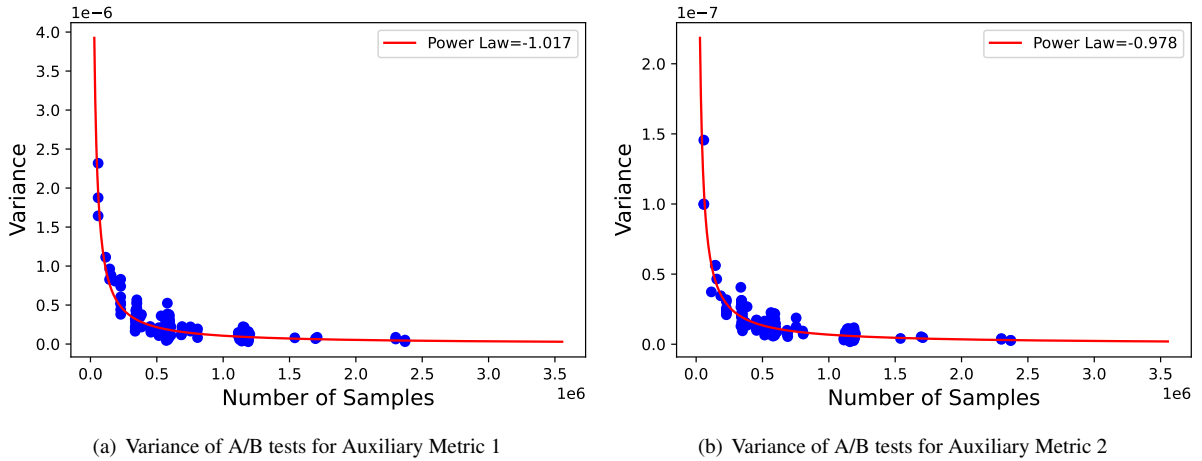 1e−6
4.0
3.5
3.0
2.5
2.0
1.5
1.0
0.5
0.0
Variance
Power Law=-1.017
0.0 0.5 1.0 1.5 2.0 2.5 3.0 3.5
1e6
Number of Samples
(a) Variance of A/B tests for Auxiliary Metric 1
1e−7
2.0
1.5
1.0
0.5
0.0
Variance
Power Law=-0.978
0.0 0.5 1.0 1.5 2.0 2.5 3.0 3.5
1e6
Number of Samples
(b) Variance of A/B tests for Auxiliary Metric 2